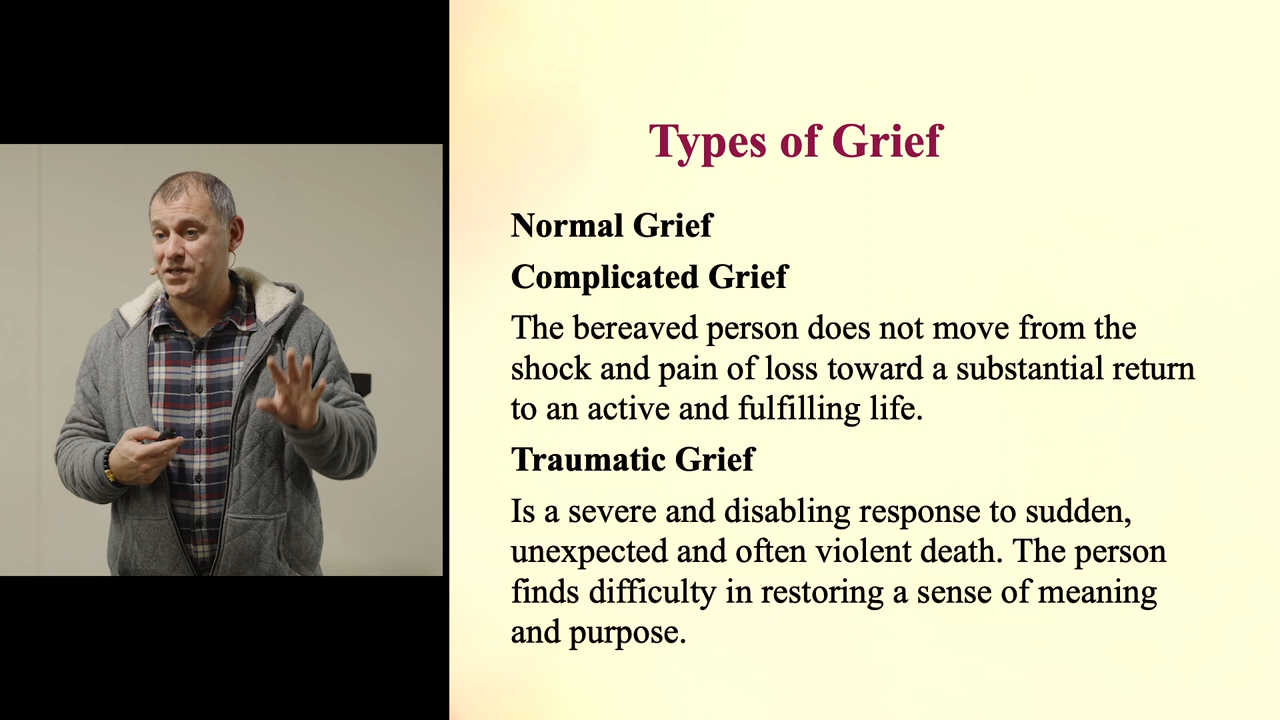 Types of Grief
Normal Grief
Complicated Grief
The bereaved person does not move from the
shock and pain of loss toward a substantial return
to an active and fulfilling life.
Traumatic Grief
Is a severe and disabling response to sudden,
unexpected and often violent death. The person
finds difficulty in restoring a sense of meaning
and purpose.